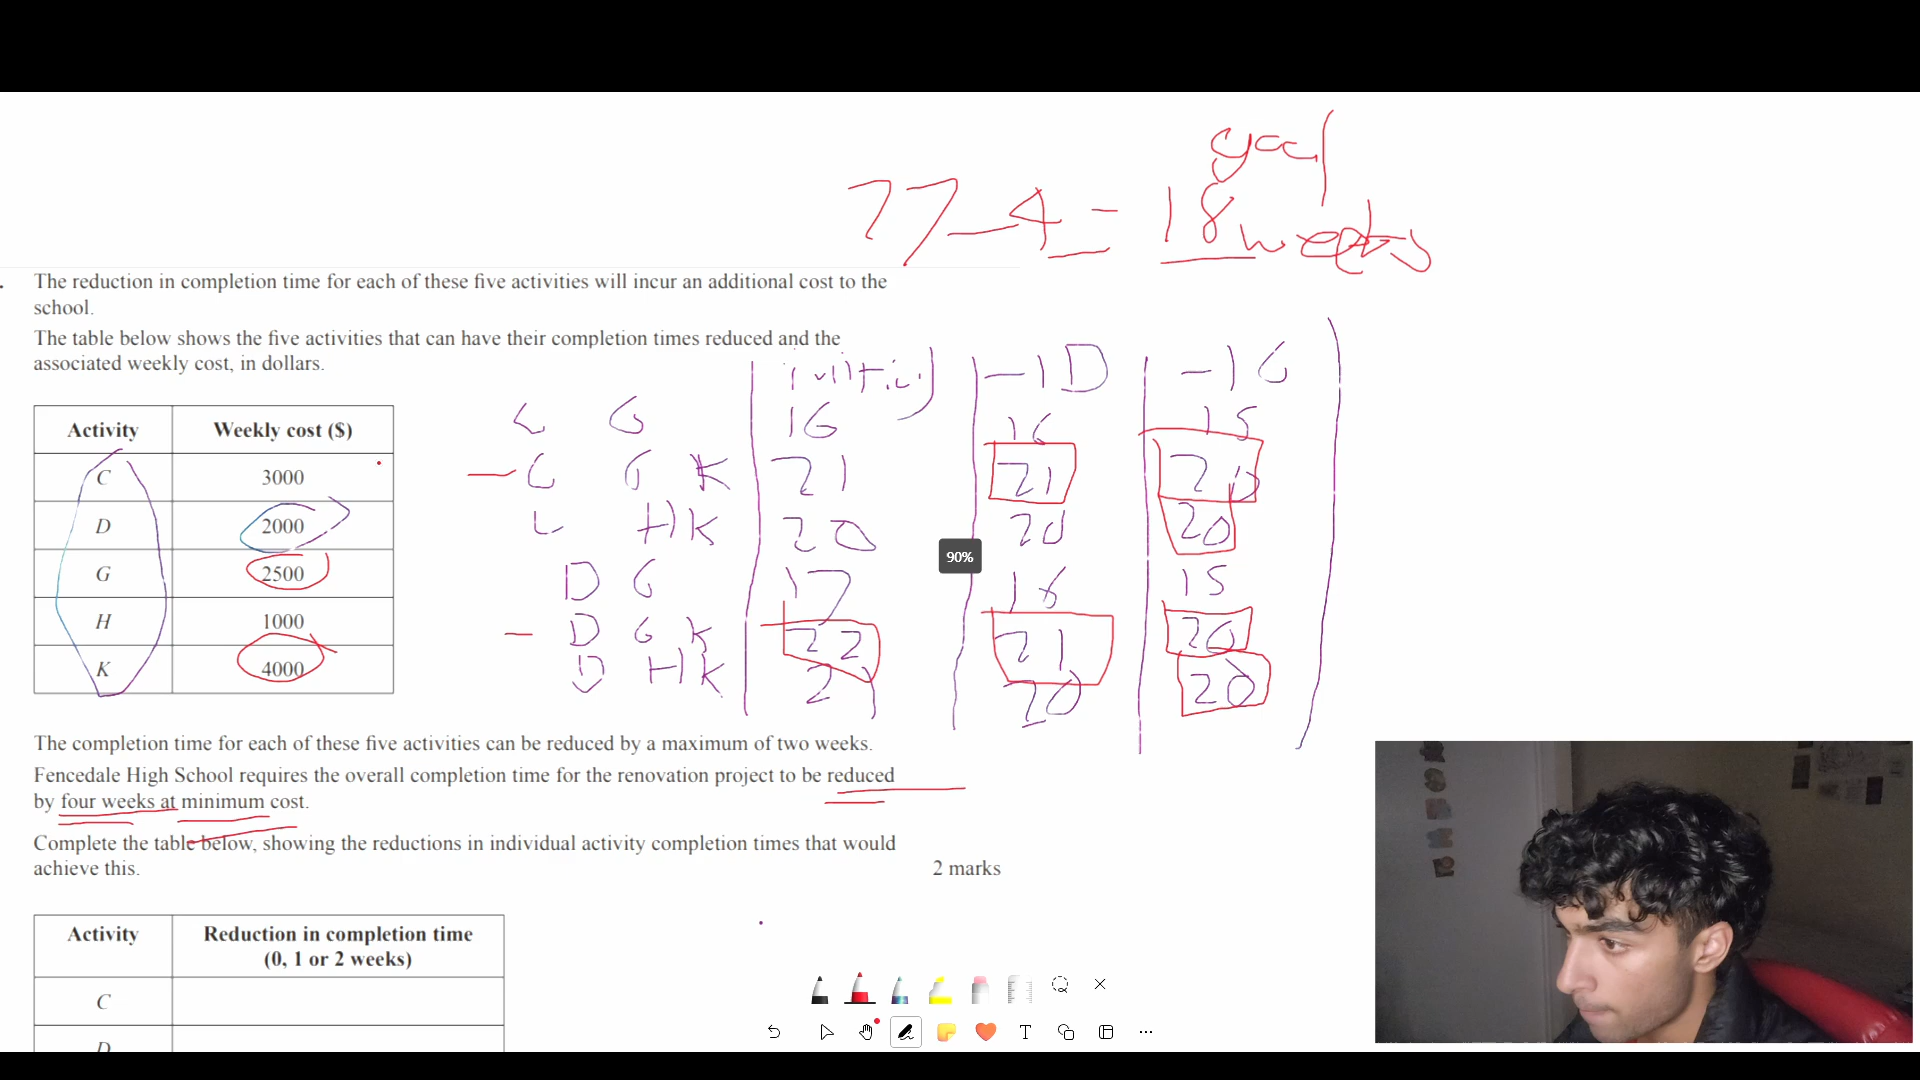 goal
22 - 4 = 18 weeks
The reduction in completion time for each of these five activities will incur an additional cost to the
school.
The table below shows the five activities that can have their completion times reduced and the
associated weekly cost, in dollars.
initial -1D -1G
Activity Weekly cost ($)
C 3000
D 2000
G 2500
H 1000
K 4000
C G 16 16 15
- C G K 21 21 20
C H K 20 20 20
D G 17 16 15
- D G K 22 21 20
D H K 21 20 20
90%
The completion time for each of these five activities can be reduced by a maximum of two weeks.
Fencedale High School requires the overall completion time for the renovation project to be reduced
by four weeks at minimum cost.
Complete the table below, showing the reductions in individual activity completion times that would
achieve this.
2 marks
Activity Reduction in completion time
(0, 1 or 2 weeks)
C
D